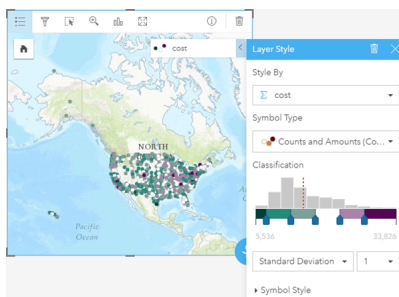 cost
Layer Style
Style By
Σ cost
Symbol Type
Counts and Amounts (Co...
Classification
5,536
33,826
Standard Deviation
1
Symbol Style
NORTH
Pacific
Ocean